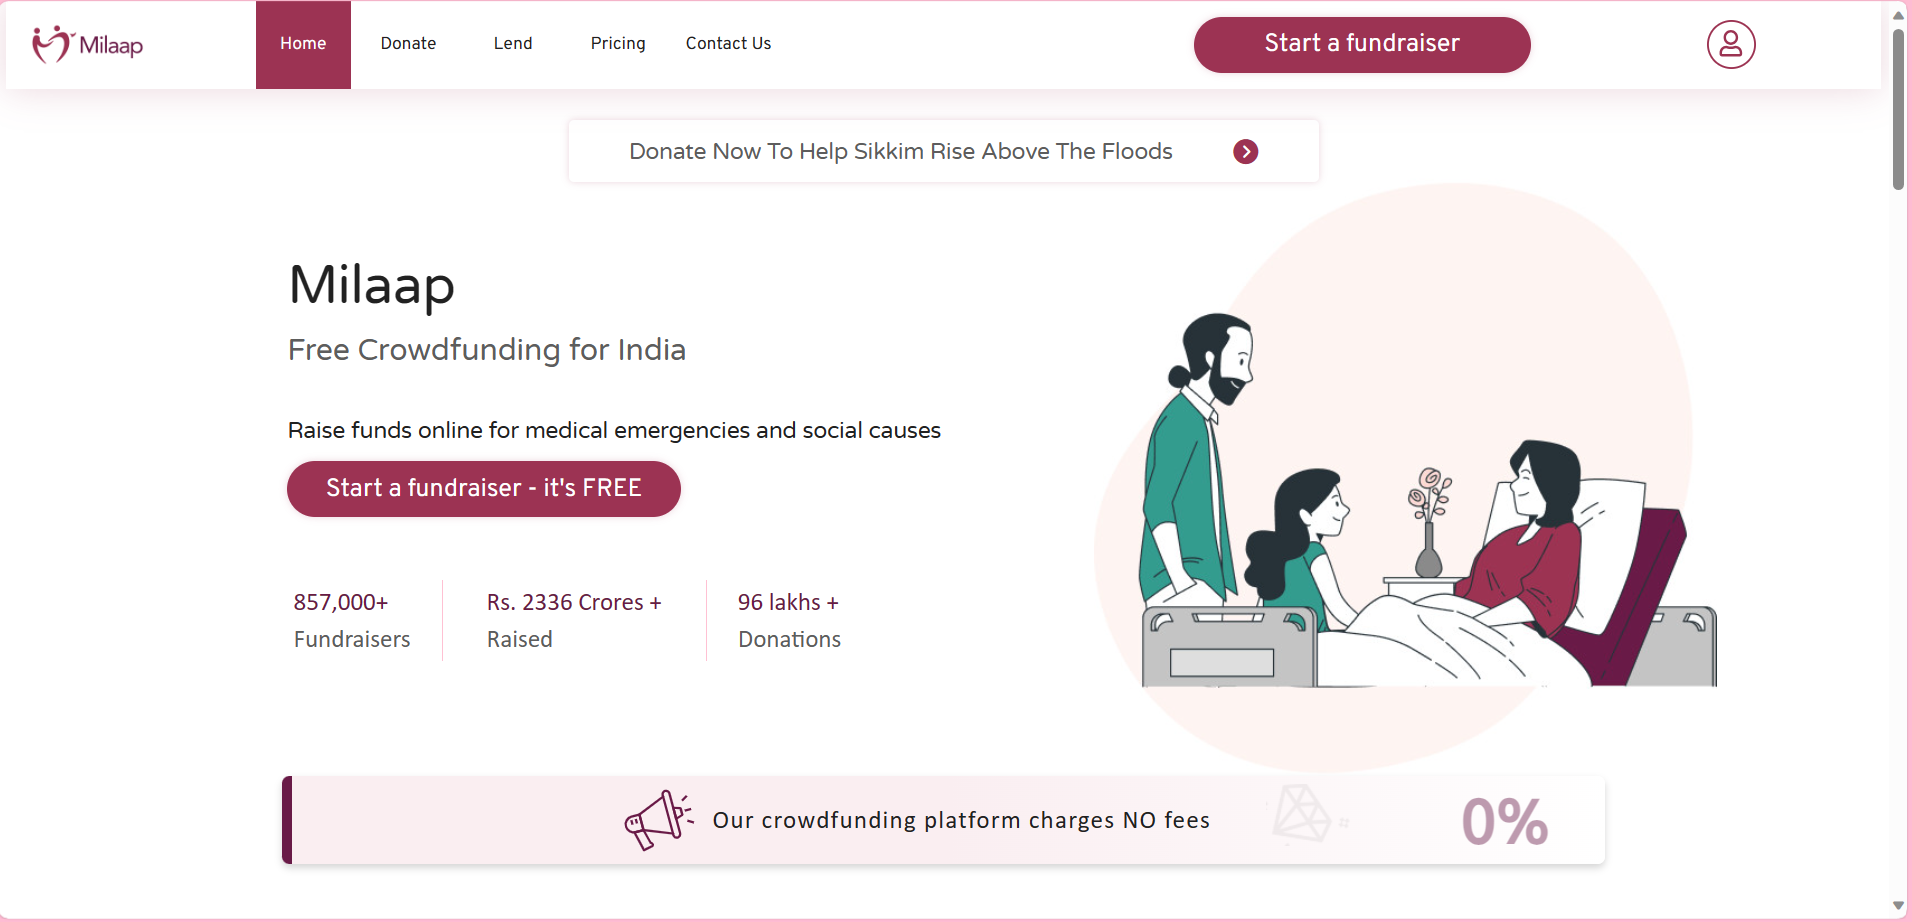 Milaap
Home
Donate
Lend
Pricing
Contact Us
Start a fundraiser
Donate Now To Help Sikkim Rise Above The Floods
Milaap
Free Crowdfunding for India
Raise funds online for medical emergencies and social causes
Start a fundraiser - it's FREE
857,000+
Fundraisers
Rs. 2336 Crores +
Raised
96 lakhs +
Donations
Our crowdfunding platform charges NO fees
0%